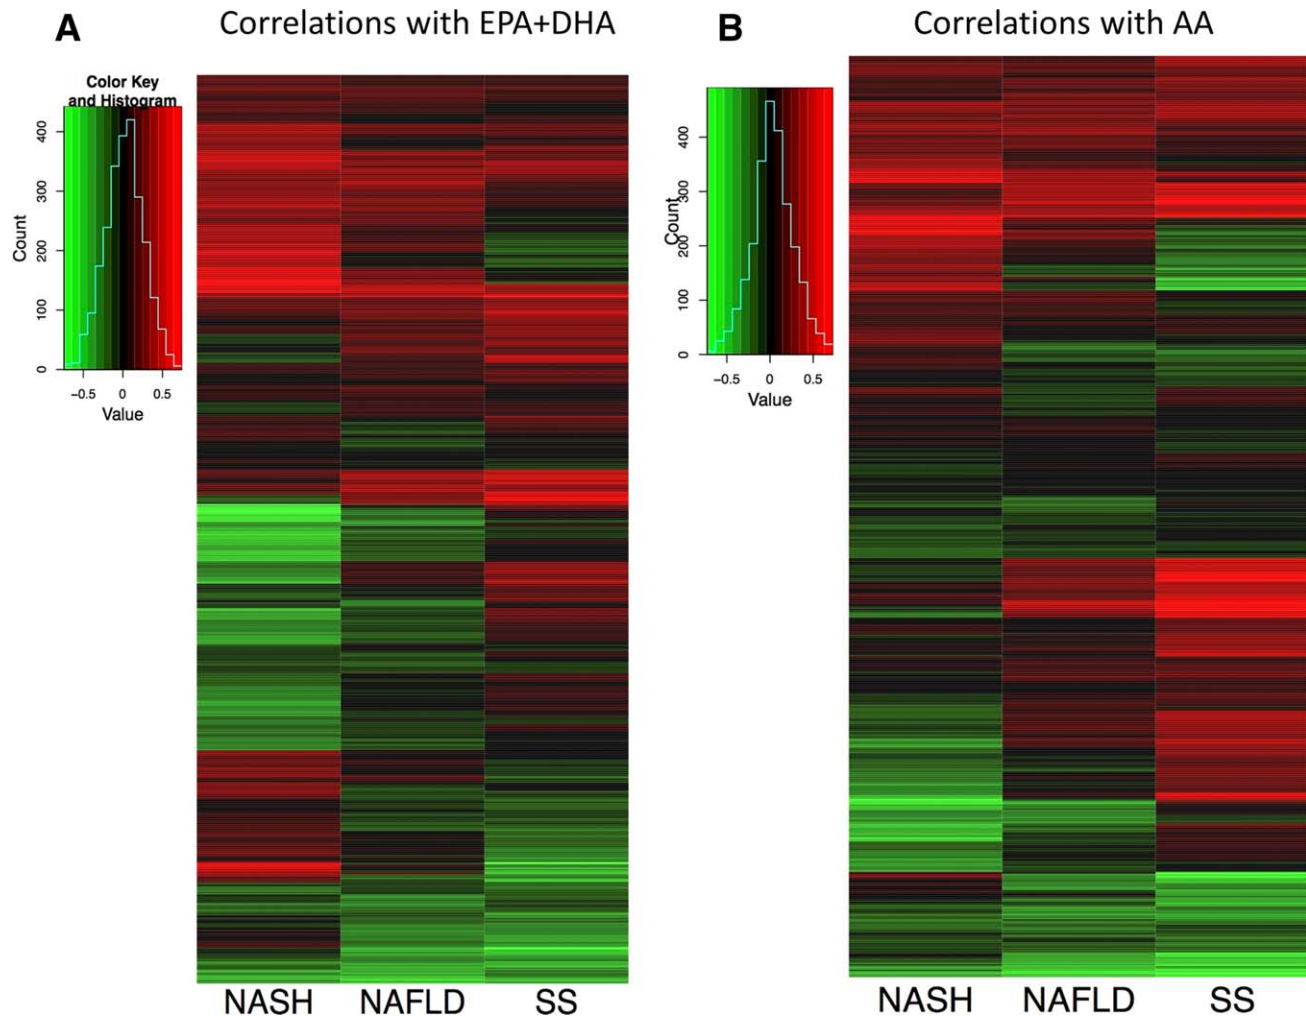 A Correlations with EPA+DHA
Color Key
and Histogram
Count
0 100 200 300 400
−0.5 0 0.5
Value
NASH NAFLD SS
B Correlations with AA
Count
0 100 200 300 400
−0.5 0 0.5
Value
NASH NAFLD SS